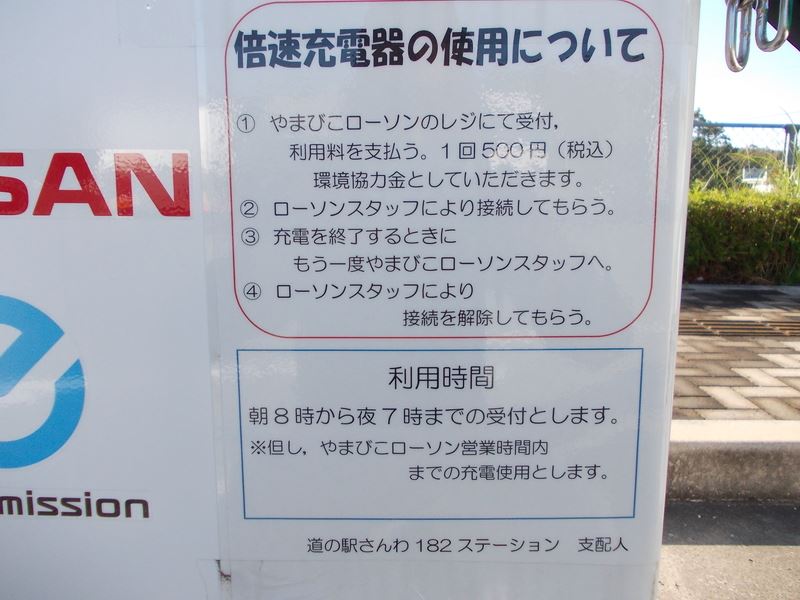 倍速充電器の使用について
① やまびこローソンのレジにて受付，
利用料を支払う。1回500円（税込）
環境協力金としていただきます。
② ローソンスタッフにより接続してもらう。
③ 充電を終了するときに
もう一度やまびこローソンスタッフへ。
④ ローソンスタッフにより
接続を解除してもらう。
SAN
mission
利用時間
朝8時から夜7時までの受付とします。
※但し，やまびこローソン営業時間内
までの充電使用とします。
道の駅さんわ182ステーション 支配人